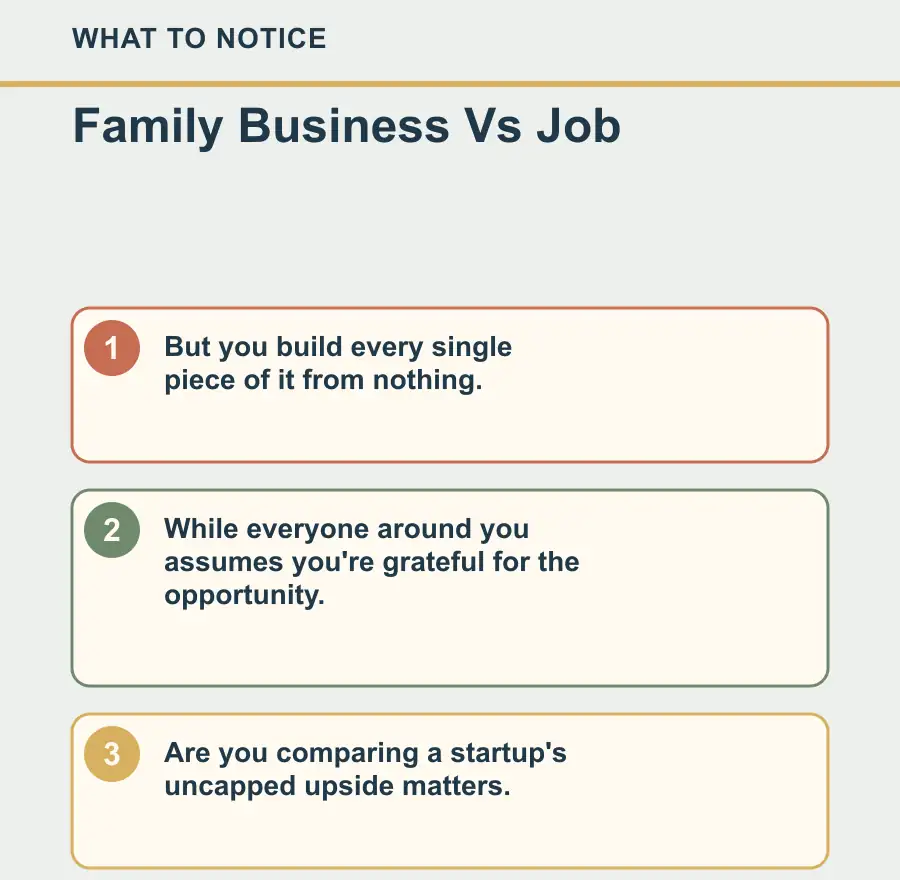 WHAT TO NOTICE
Family Business Vs Job
1
But you build every single
piece of it from nothing.
2
While everyone around you
assumes you're grateful for the
opportunity.
3
Are you comparing a startup's
uncapped upside matters.